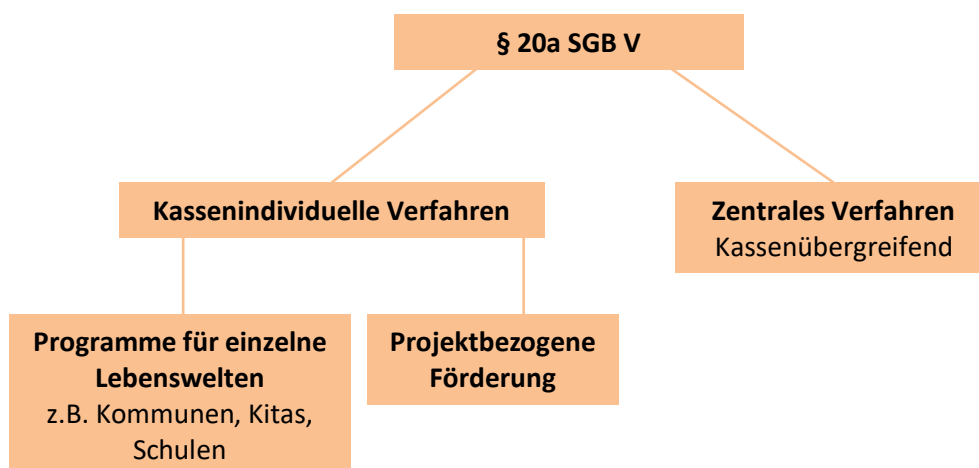 § 20a SGB V
Kassenindividuelle Verfahren
Zentrales Verfahren
Kassenübergreifend
Programme für einzelne
Lebenswelten
z.B. Kommunen, Kitas,
Schulen
Projektbezogene
Förderung